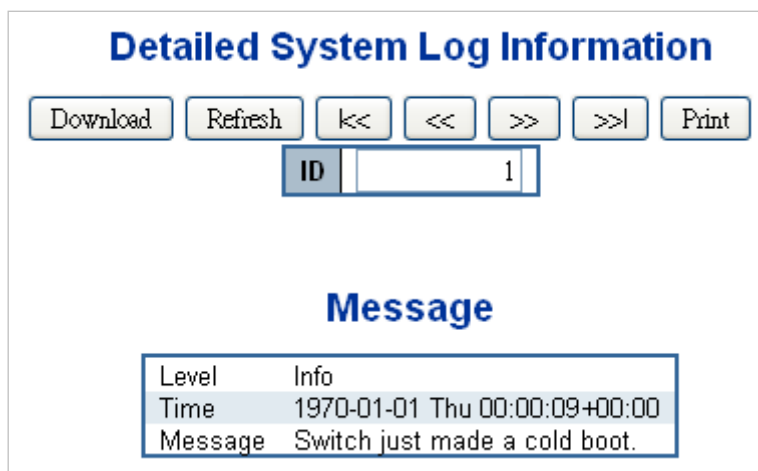 Detailed System Log Information
Download Refresh |<< << >> >>| Print
ID 1
Message
Level Info
Time 1970-01-01 Thu 00:00:09+00:00
Message Switch just made a cold boot.